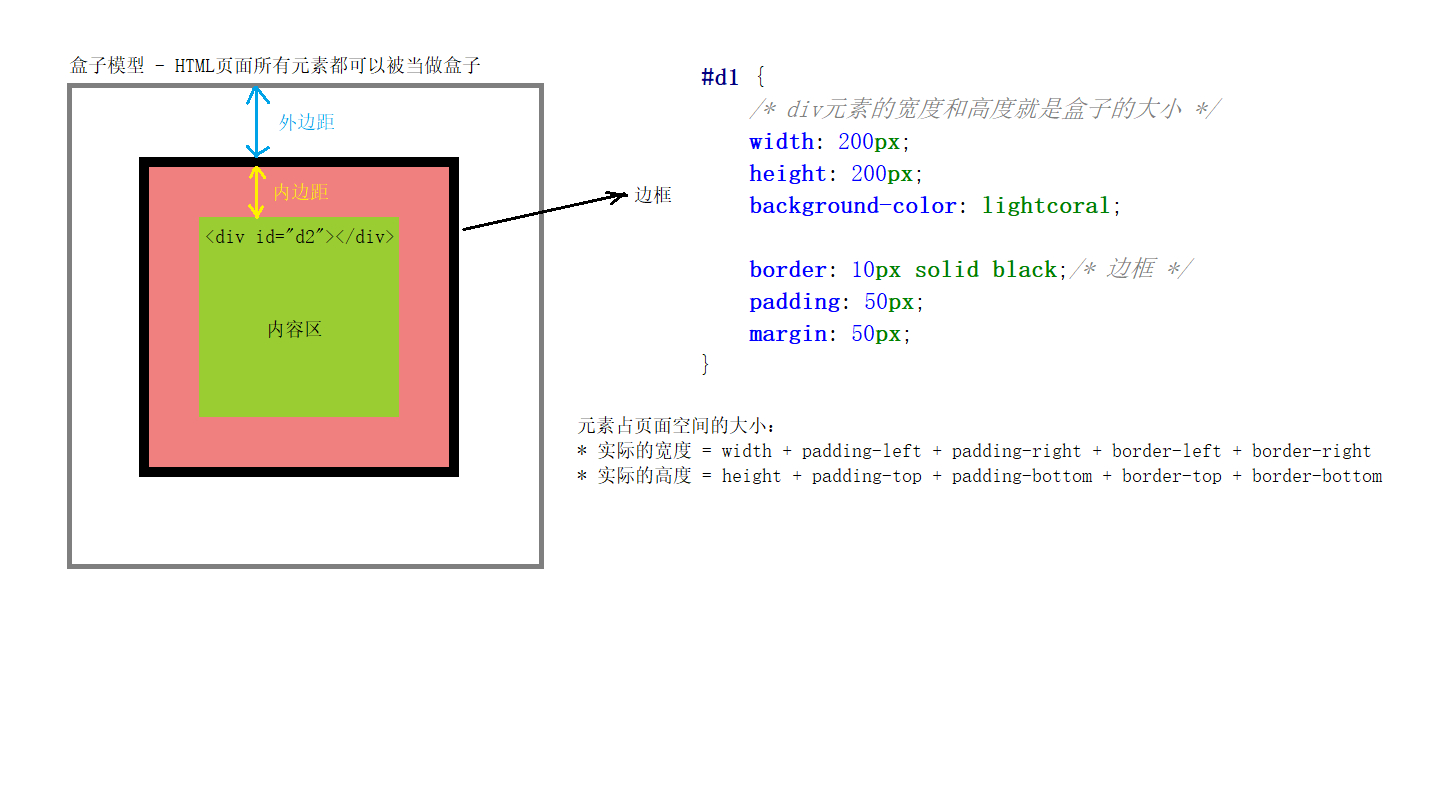 盒子模型 - HTML页面所有元素都可以被当做盒子
外边距
内边距
<div id="d2"></div>
内容区
边框
#d1 {
/* div元素的宽度和高度就是盒子的大小 */
width: 200px;
height: 200px;
background-color: lightcoral;
border: 10px solid black;/* 边框 */
padding: 50px;
margin: 50px;
}
元素占页面空间的大小:
* 实际的宽度 = width + padding-left + padding-right + border-left + border-right
* 实际的高度 = height + padding-top + padding-bottom + border-top + border-bottom